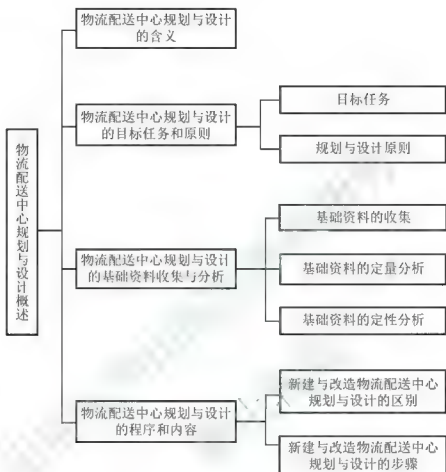 物流配送中心规划与设计概述
物流配送中心规划与设计
的含义
物流配送中心规划与设计
的目标任务和原则
目标任务
规划与设计原则
物流配送中心规划与设计
的基础资料收集与分析
基础资料的收集
基础资料的定量分析
基础资料的定性分析
物流配送中心规划与设计
的程序和内容
新建与改造物流配送中心
规划与设计的区别
新建与改造物流配送中心
规划与设计的步骤